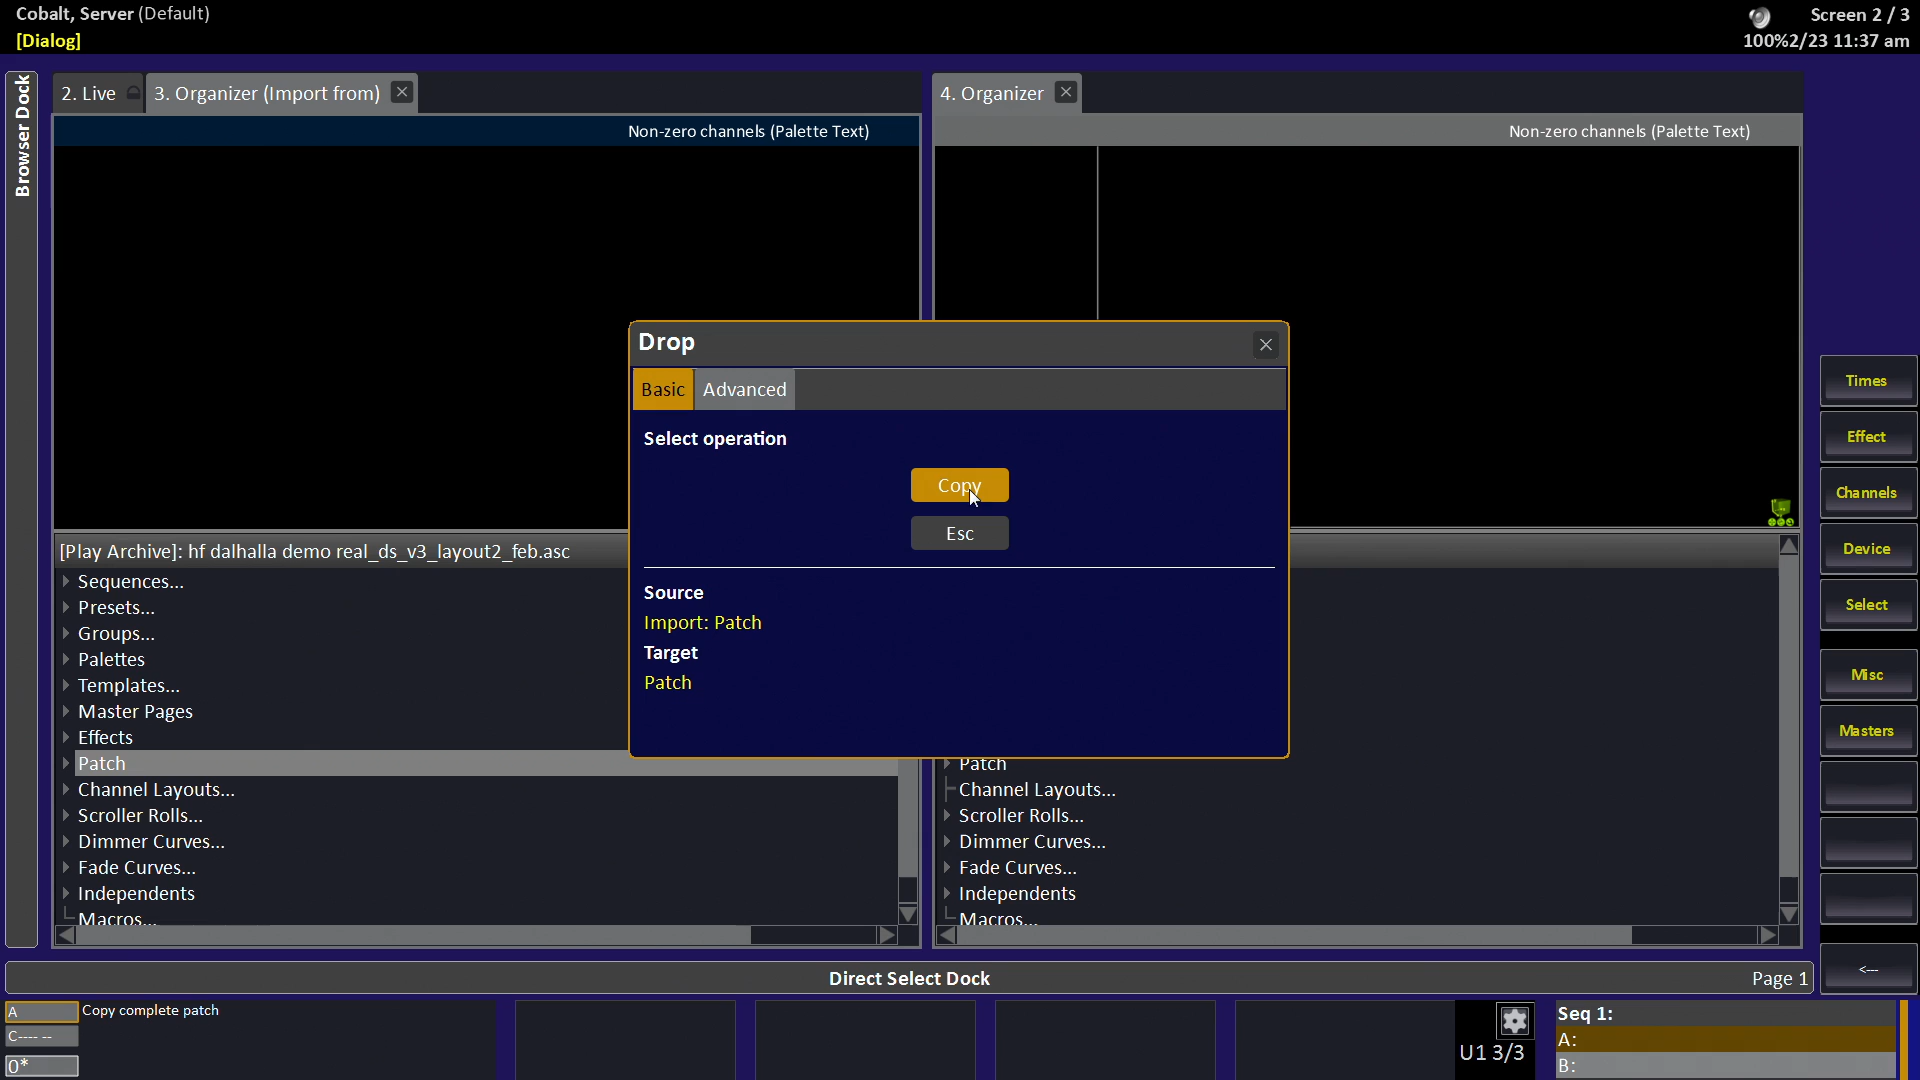 Cobalt, Server (Default)
[Dialog]
Screen 2 / 3
100%2/23 11:37 am
Browser Dock
2. Live
3. Organizer (Import from)
4. Organizer
Non-zero channels (Palette Text)
Non-zero channels (Palette Text)
Drop
Basic
Advanced
Select operation
Copy
Esc
Source
Import: Patch
Target
Patch
[Play Archive]: hf dalhalla demo real_ds_v3_layout2_feb.asc
Sequences...
Presets...
Groups...
Palettes
Templates...
Master Pages
Effects
Patch
Channel Layouts...
Scroller Rolls...
Dimmer Curves...
Fade Curves...
Independents
Macros...
Patch
Channel Layouts...
Scroller Rolls...
Dimmer Curves...
Fade Curves...
Independents
Macros...
Times
Effect
Channels
Device
Select
Misc
Masters
<---
Direct Select Dock
Page 1
A
Copy complete patch
C---- --
0*
U1 3/3
Seq 1:
A:
B: